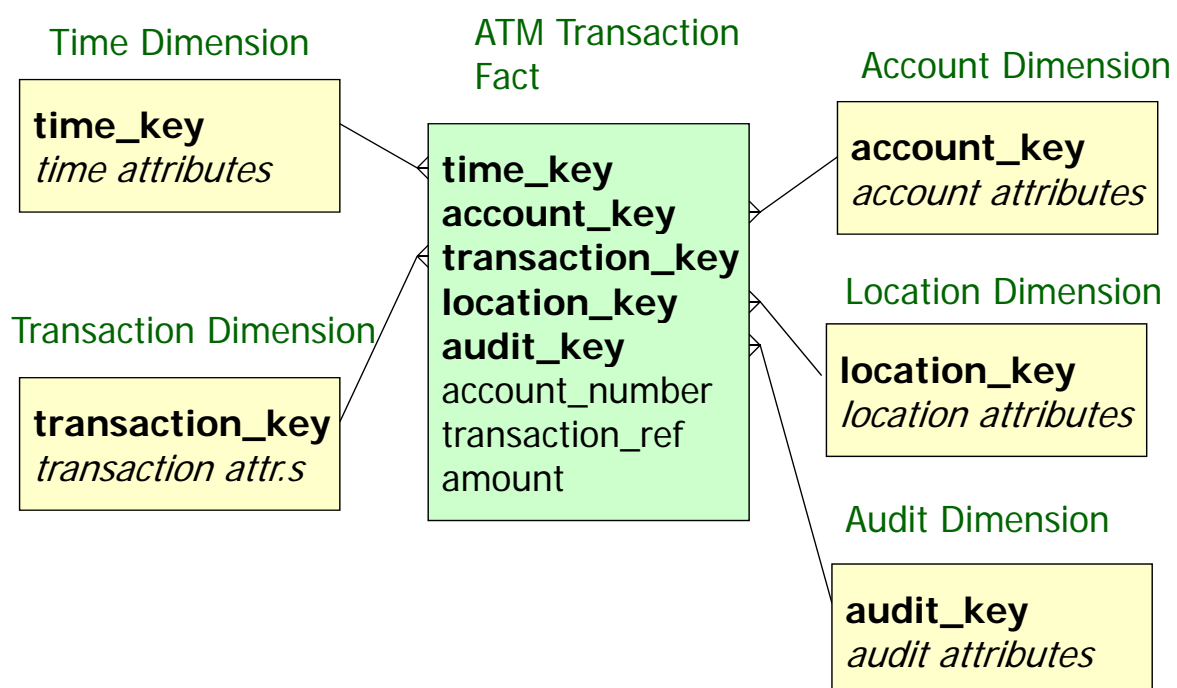 Time Dimension
time_key
time attributes
Transaction Dimension
transaction_key
transaction attr.s
ATM Transaction
Fact
time_key
account_key
transaction_key
location_key
audit_key
account_number
transaction_ref
amount
Account Dimension
account_key
account attributes
Location Dimension
location_key
location attributes
Audit Dimension
audit_key
audit attributes